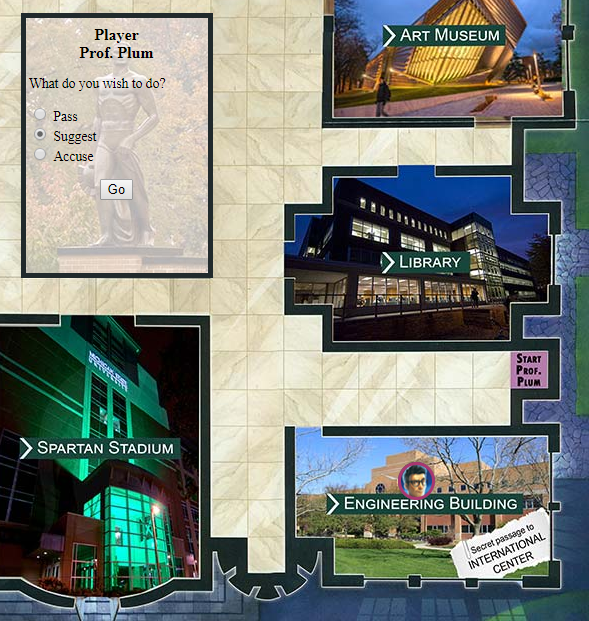 Player
Prof. Plum
What do you wish to do?
Pass
Suggest
Accuse
Go
ART MUSEUM
LIBRARY
START
PROF.
PLUM
SPARTAN STADIUM
ENGINEERING BUILDING
Secret passage to
INTERNATIONAL
CENTER